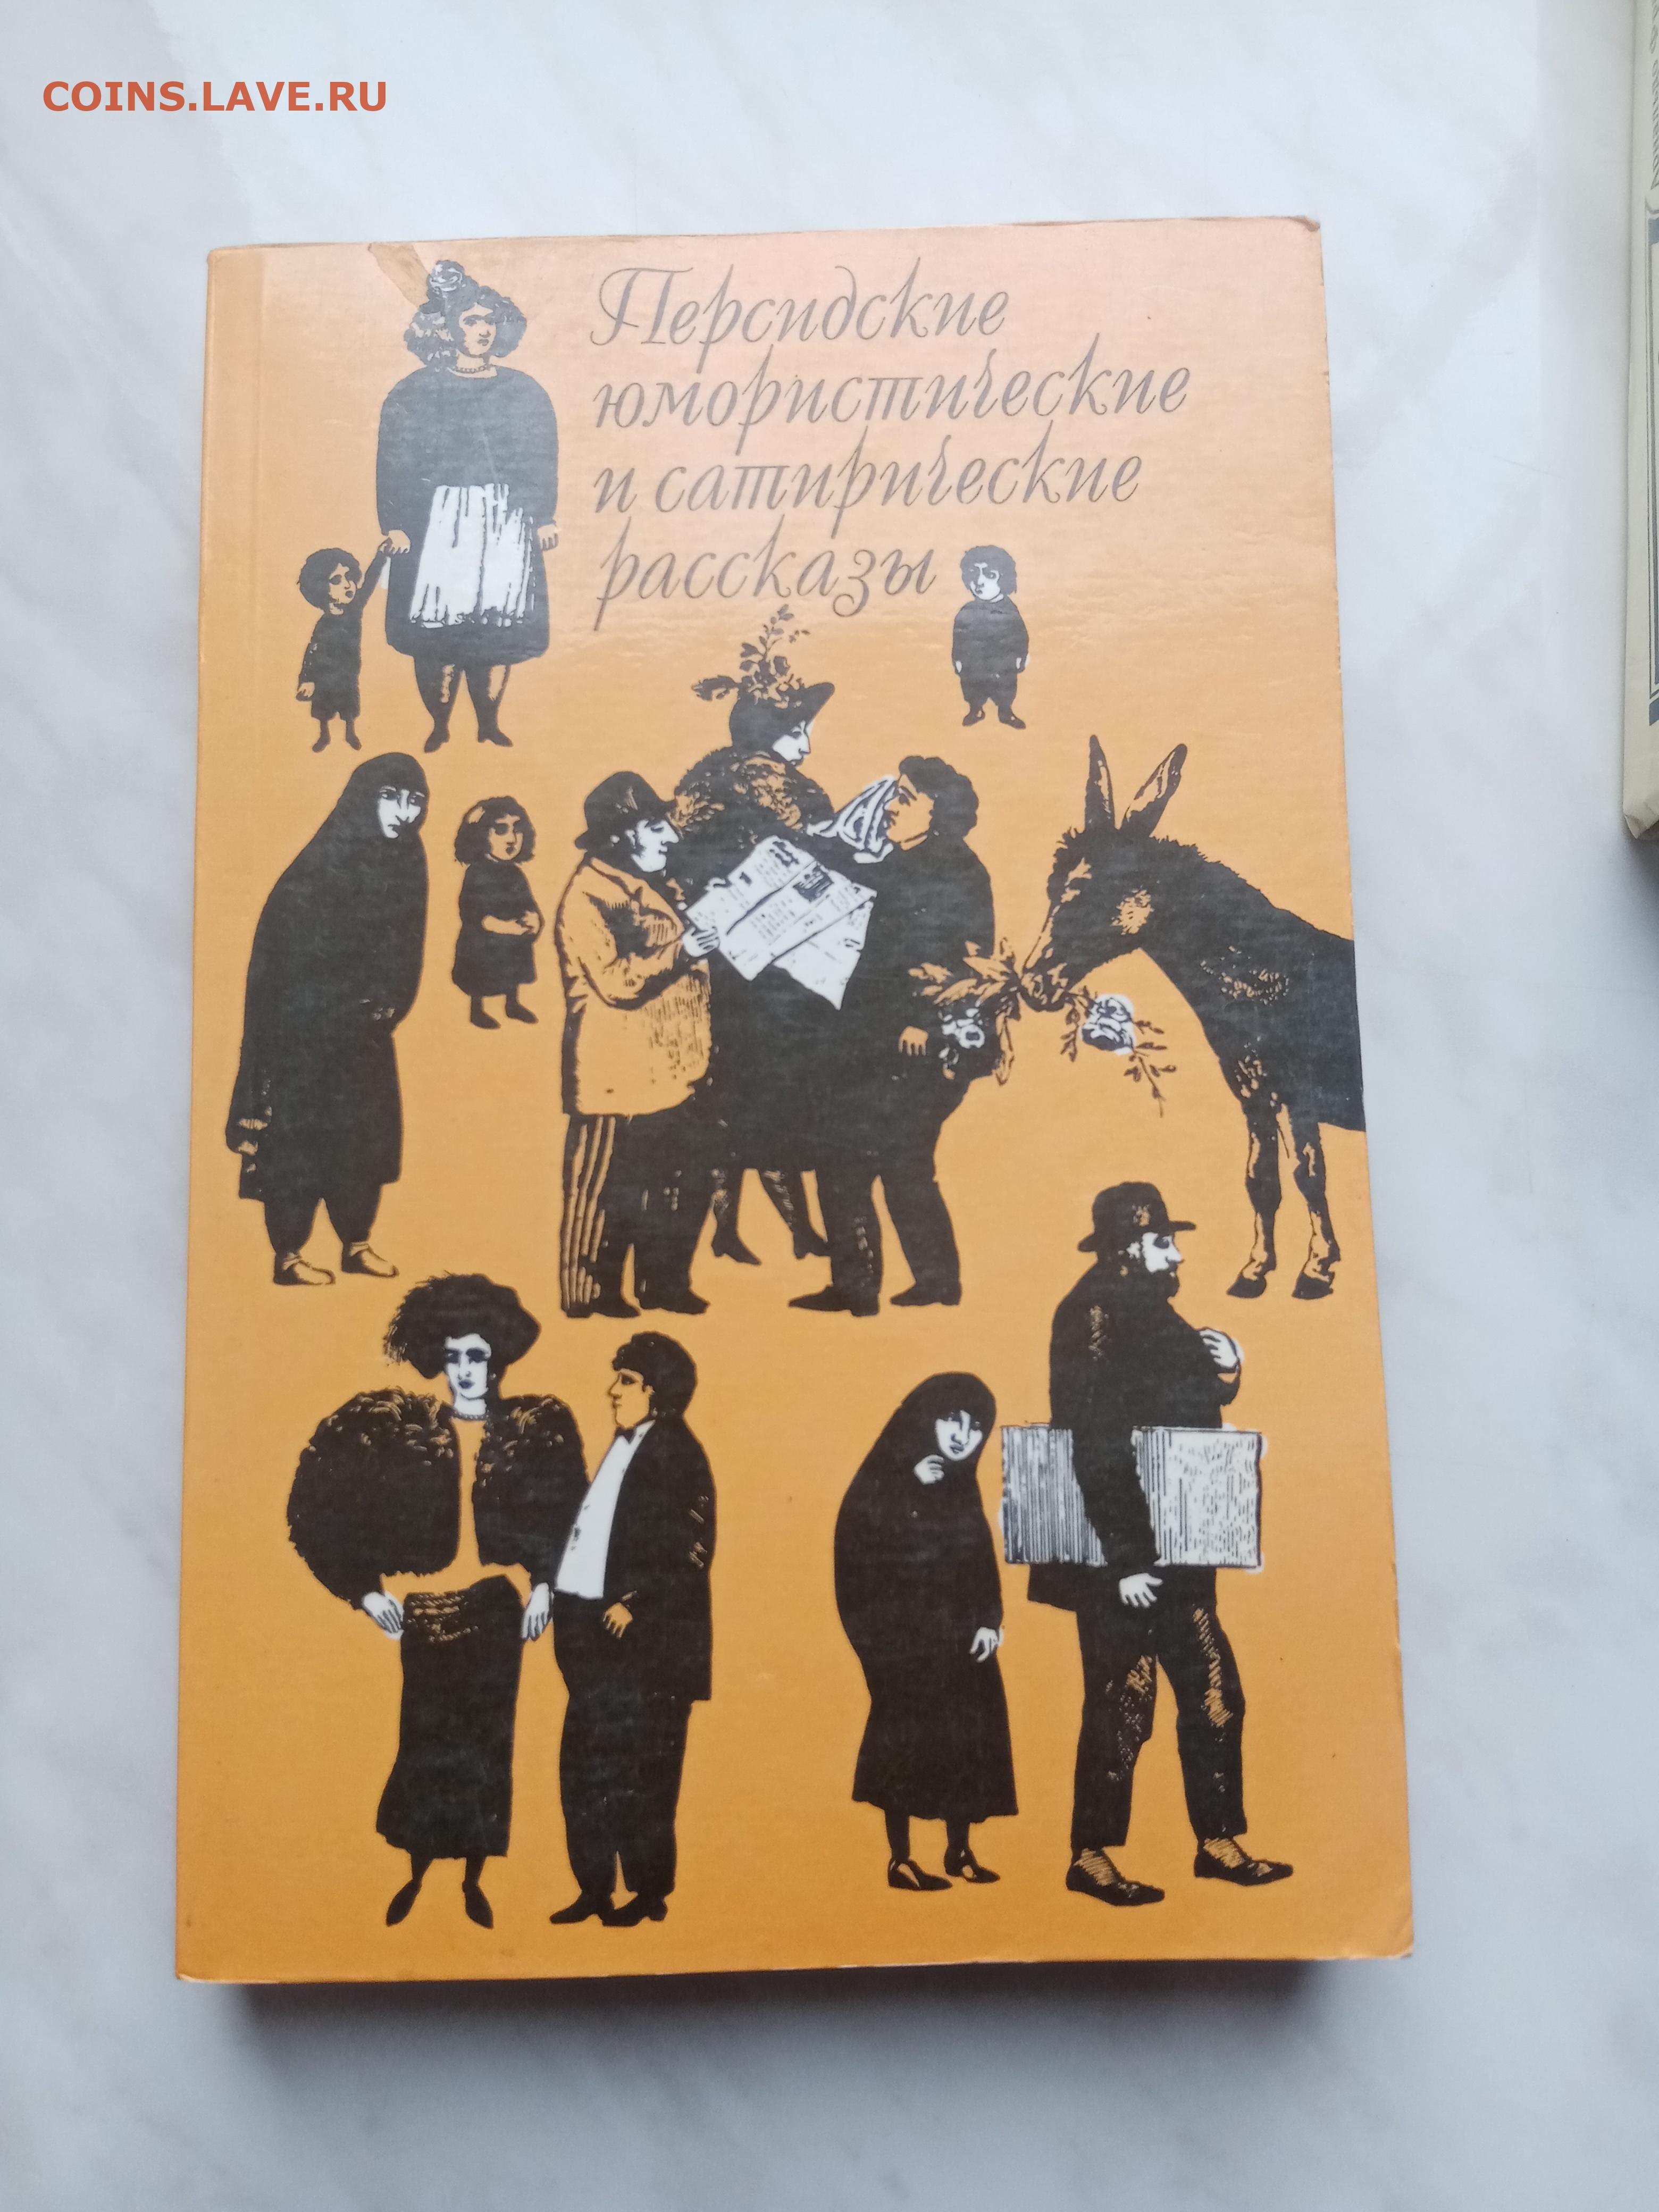 COINS.LAVE.RU
Персидские
юмористические
и сатирические
рассказы